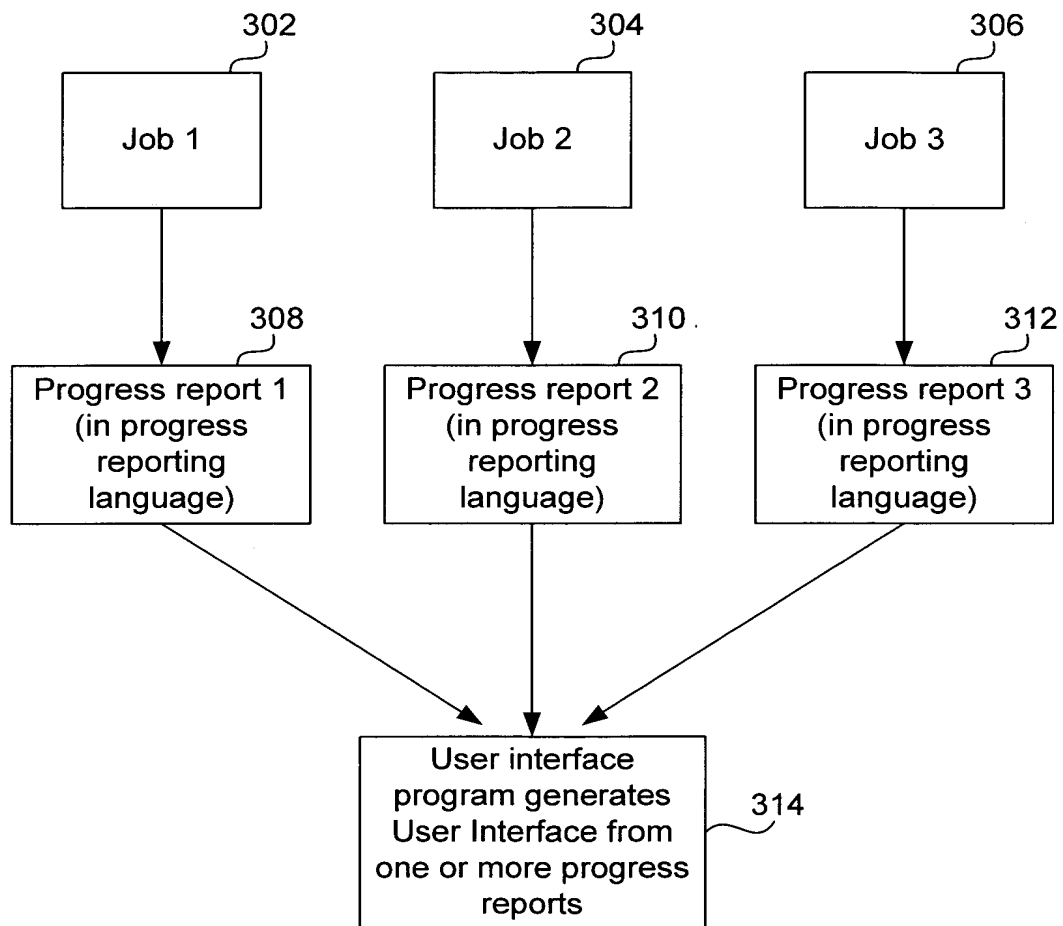 302
304
306
Job 1
Job 2
Job 3
308
310
312
Progress report 1
(in progress
reporting
language)
Progress report 2
(in progress
reporting
language)
Progress report 3
(in progress
reporting
language)
User interface
program generates
User Interface from
one or more progress
reports
314